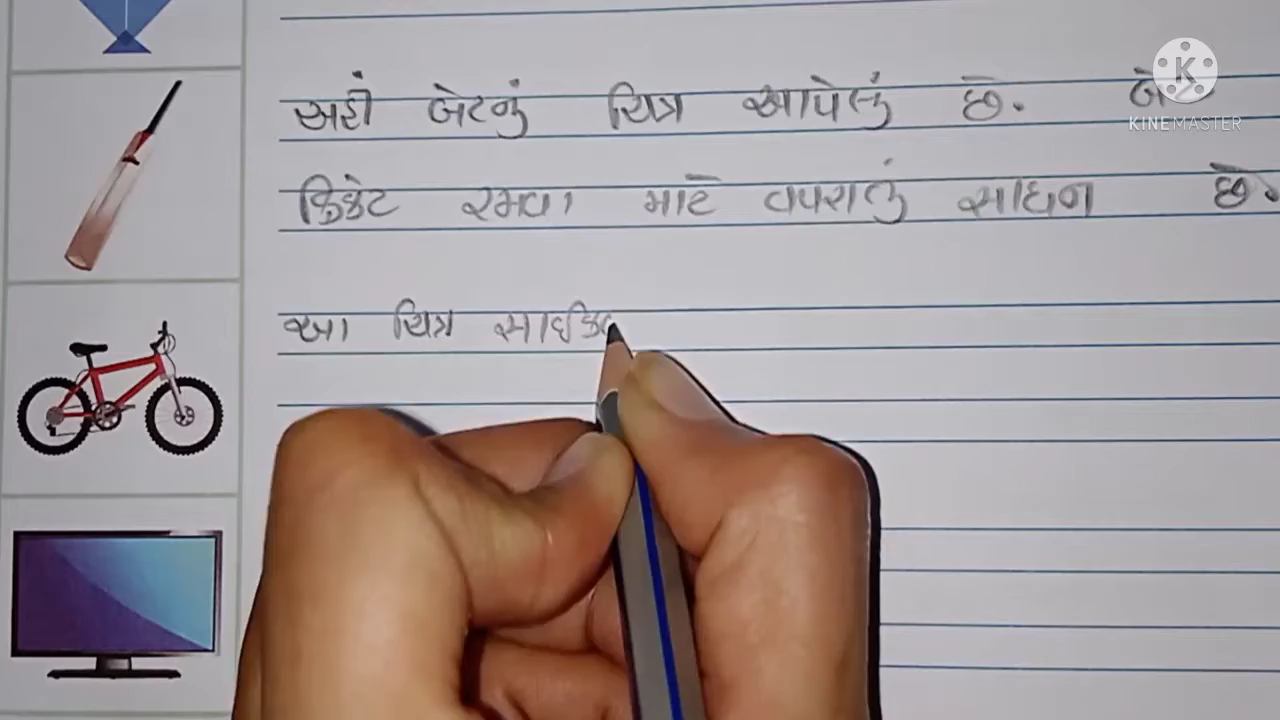 અહીં બેટનું ચિત્ર આપેલું છે. બે
ક્રિકેટ રમવા માટે વપરાતું સાધન છે.
આ ચિત્ર સાઈકલ
KINEMASTER